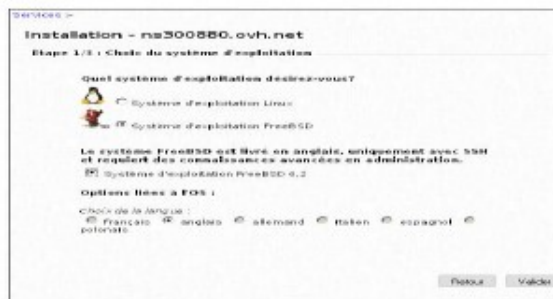 Services >
Installation - ns300880.ovh.net
Etape 1/3 : Choix du système d'exploitation
Quel système d'exploitation désirez-vous?
Système d'exploitation Linux
Système d'exploitation FreeBSD
Le système FreeBSD est livré en anglais, uniquement avec SSH
et requiert des connaissances avancées en administration.
Système d'exploitation FreeBSD 6.2
Options liées à l'OS :
Choix de la langue :
Français anglais allemand italien espagnol
polonais
Retour Valider